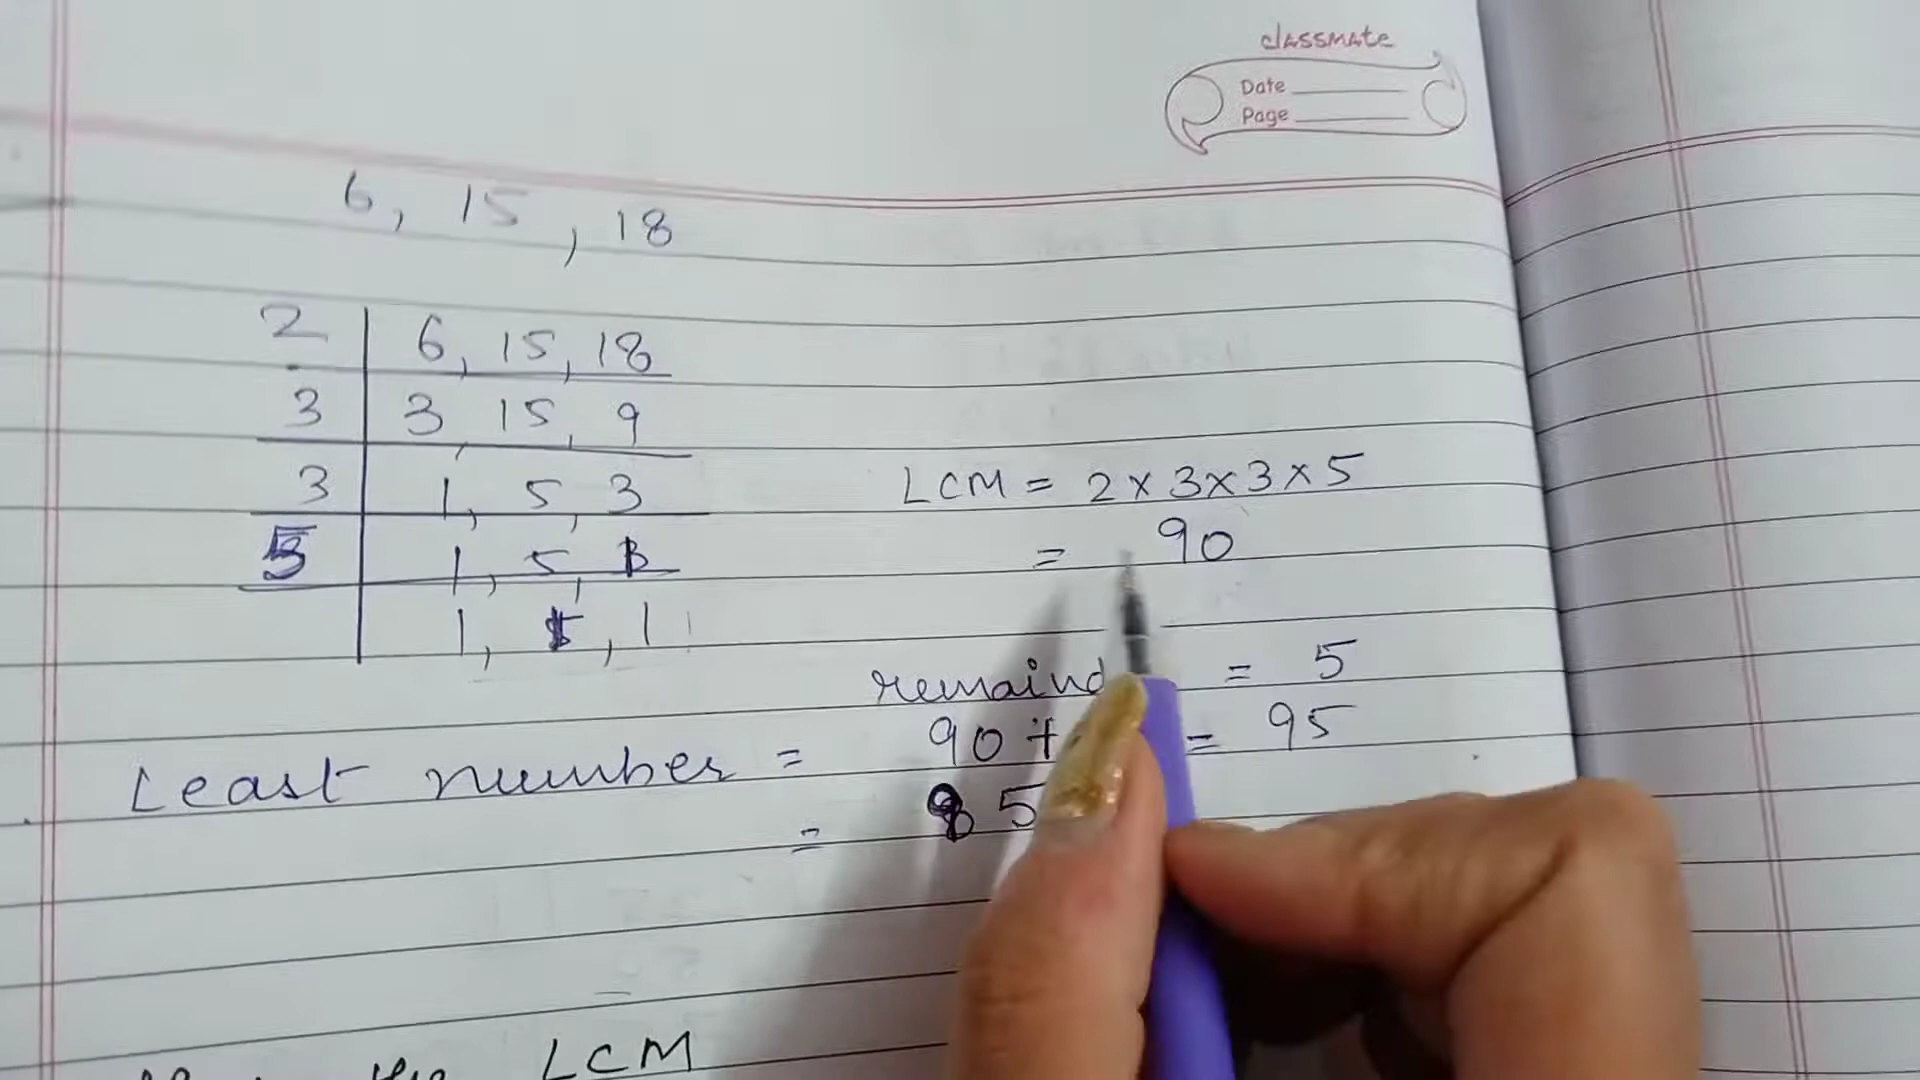 classmate
Date
Page
6, 15, 18
2 | 6, 15, 18
3 | 3, 15, 9
3 | 1, 5, 3
5 | 1, 5, 1
1, 1, 1
LCM = 2 × 3 × 3 × 5
= 90
= 5
Least number = 90 + = 95
= 95
LCM